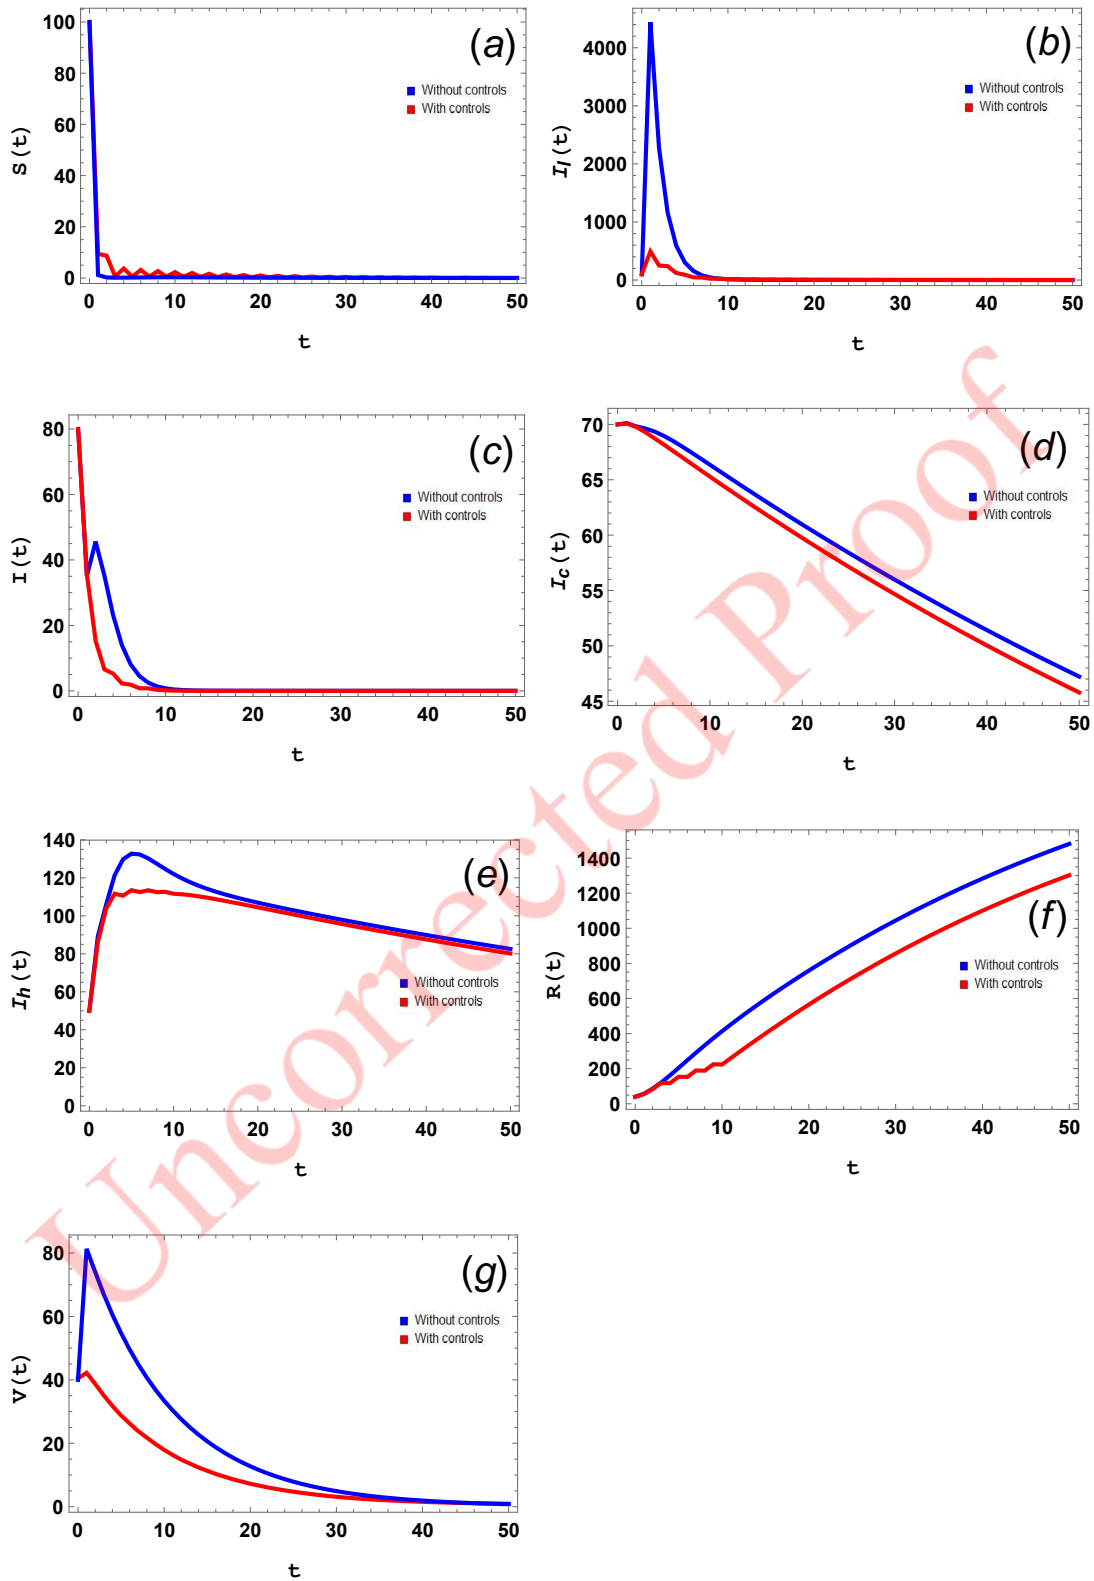 (a)
100
80
60
40
20
0
S(t)
Without controls
With controls
0 10 20 30 40 50
t
(b)
4000
3000
2000
1000
0
I_l(t)
Without controls
With controls
0 10 20 30 40 50
t
(c)
80
60
40
20
0
I(t)
Without controls
With controls
0 10 20 30 40 50
t
(d)
70
65
60
55
50
45
I_c(t)
Without controls
With controls
0 10 20 30 40 50
t
(e)
140
120
100
80
60
40
20
0
I_h(t)
Without controls
With controls
0 10 20 30 40 50
t
(f)
1400
1200
1000
800
600
400
200
0
R(t)
Without controls
With controls
0 10 20 30 40 50
t
(g)
80
60
40
20
0
V(t)
Without controls
With controls
0 10 20 30 40 50
t
Uncorrected Proof